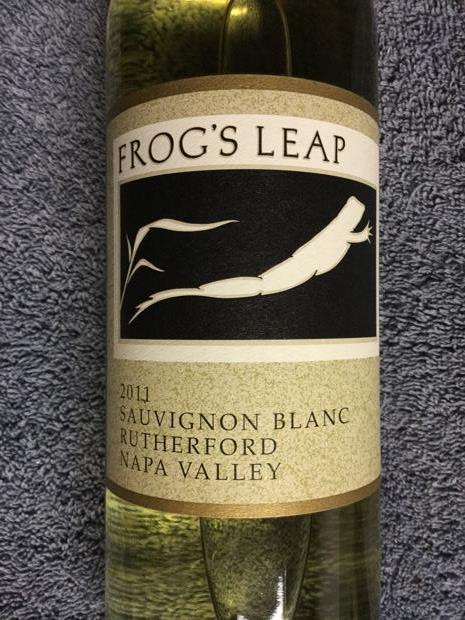 FROG'S LEAP
2011
SAUVIGNON BLANC
RUTHERFORD
NAPA VALLEY